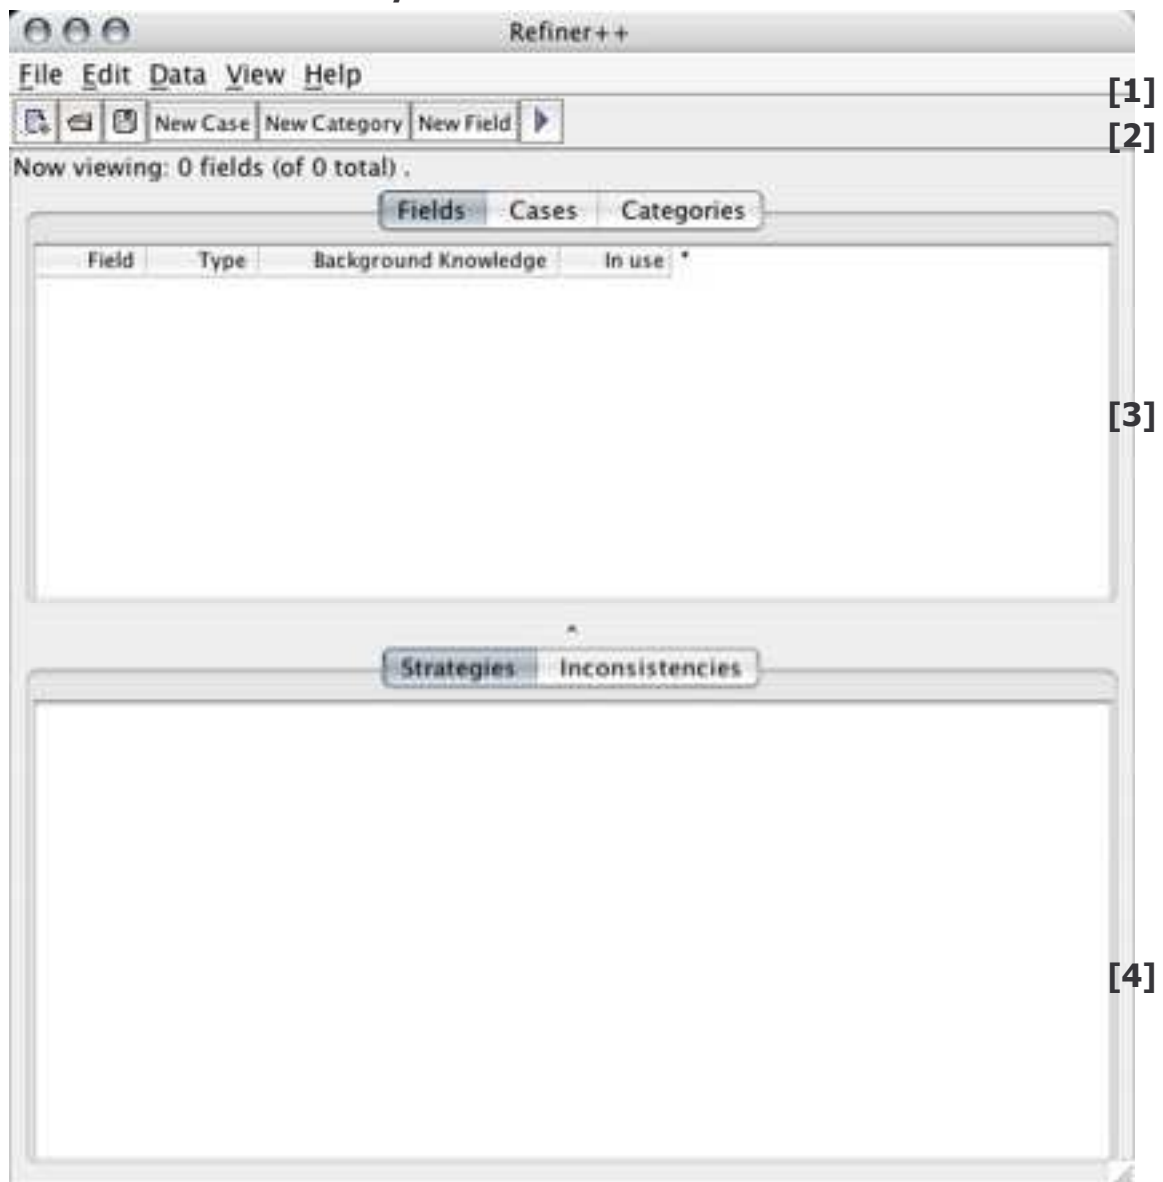 Refiner++
File Edit Data View Help
[1]
New Case New Category New Field
[2]
Now viewing: 0 fields (of 0 total) .
Fields Cases Categories
Field Type Background Knowledge In use *
[3]
Strategies Inconsistencies
[4]